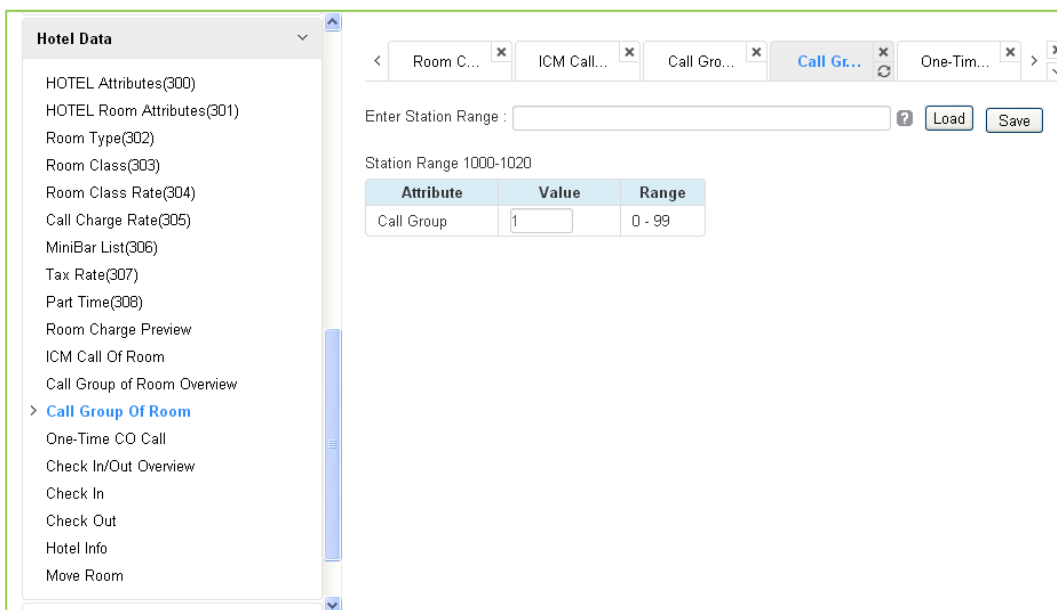 Hotel Data
HOTEL Attributes(300)
HOTEL Room Attributes(301)
Room Type(302)
Room Class(303)
Room Class Rate(304)
Call Charge Rate(305)
MiniBar List(306)
Tax Rate(307)
Part Time(308)
Room Charge Preview
ICM Call Of Room
Call Group of Room Overview
> Call Group Of Room
One-Time CO Call
Check In/Out Overview
Check In
Check Out
Hotel Info
Move Room
< Room C... ICM Call... Call Gro... Call Gr... One-Tim... >
Enter Station Range : ? Load Save
Station Range 1000-1020
Attribute Value Range
Call Group 1 0 - 99